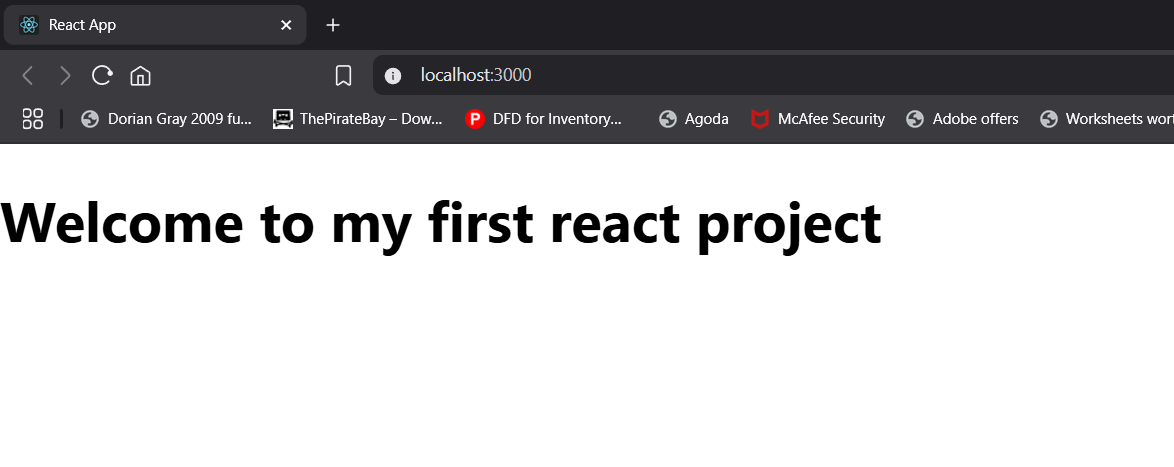 React App
localhost:3000
Dorian Gray 2009 fu... ThePirateBay – Dow... P DFD for Inventory... Agoda McAfee Security Adobe offers Worksheets wor
Welcome to my first react project